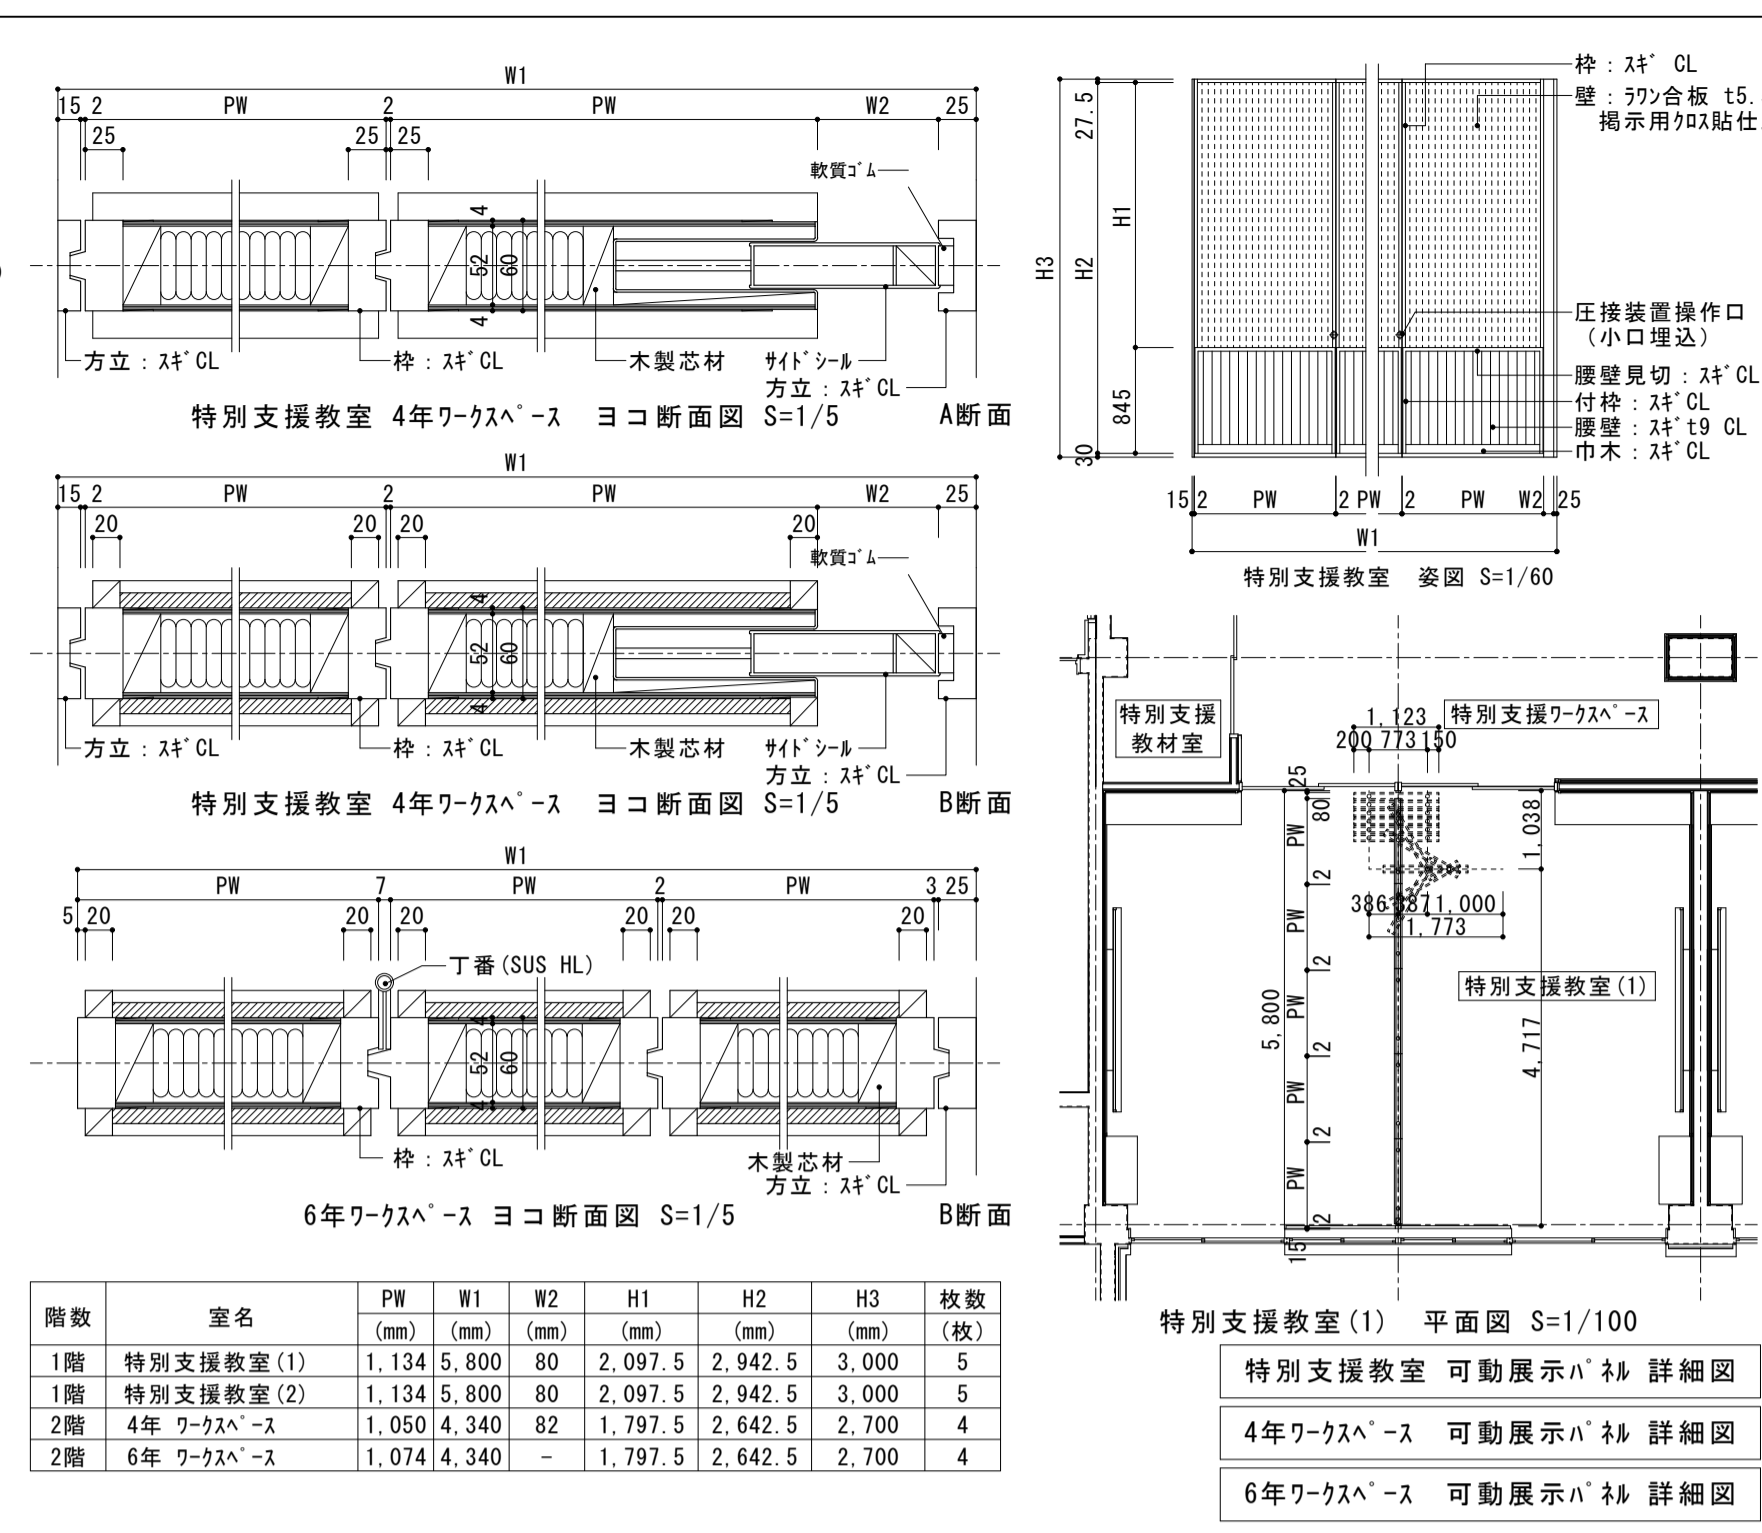 W1
15 2 PW 2 PW W2 25
25 25 25
軟質ゴム
4
52 60
4
方立：スギCL 枠：スギCL 木製芯材 サイドシール
方立：スギCL
特別支援教室 4年ワークスペース ヨコ断面図 S=1/5 A断面
W1
15 2 PW 2 PW W2 25
20 20 20 20
軟質ゴム
4
52 60
4
方立：スギCL 枠：スギCL 木製芯材 サイドシール
方立：スギCL
特別支援教室 4年ワークスペース ヨコ断面図 S=1/5 B断面
W1
PW 7 PW 2 PW 3 25
5 20 20 20 20 20 20
丁番(SUS HL)
4
52 60
4
枠：スギCL 木製芯材
方立：スギCL
6年ワークスペース ヨコ断面図 S=1/5 B断面
階数 室名 PW W1 W2 H1 H2 H3 枚数
(mm) (mm) (mm) (mm) (mm) (mm) (枚)
1階 特別支援教室(1) 1,134 5,800 80 2,097.5 2,942.5 3,000 5
1階 特別支援教室(2) 1,134 5,800 80 2,097.5 2,942.5 3,000 5
2階 4年 ワークスペース 1,050 4,340 82 1,797.5 2,642.5 2,700 4
2階 6年 ワークスペース 1,074 4,340 － 1,797.5 2,642.5 2,700 4
枠：スギ CL
壁：ラワン合板 t5.
掲示用クロス貼仕
27.5
H1
H3 H2
845
30
圧接装置操作口
（小口埋込）
腰壁見切：スギCL
付枠：スギCL
腰壁：スギt9 CL
巾木：スギCL
15 2 PW 2 PW 2 PW W2 25
W1
特別支援教室 姿図 S=1/60
特別支援
教材室
1,123
特別支援ワークスペース
200 773 150
25
80
PW
1,038
2
386 387 1,000
PW
1,773
2
特別支援教室(1)
5,800
PW
4,717
2
PW
2
PW
2
15
特別支援教室(1) 平面図 S=1/100
特別支援教室 可動展示パネル 詳細図
4年ワークスペース 可動展示パネル 詳細図
6年ワークスペース 可動展示パネル 詳細図